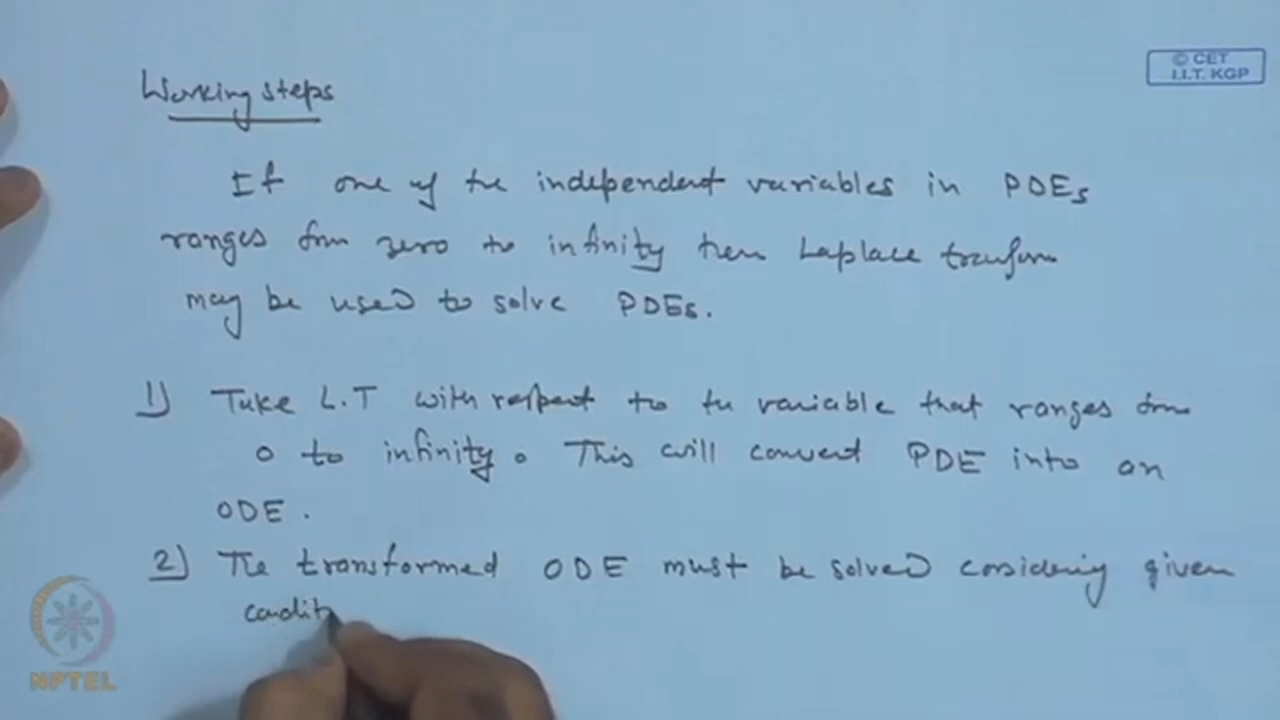 © CET
I.I.T. KGP
Working steps
If one of the independent variables in PDEs
ranges from zero to infinity then Laplace transform
may be used to solve PDEs.
1) Take L.T with respect to the variable that ranges from
0 to infinity. This will convert PDE into an
ODE.
2) The transformed ODE must be solved considering given
condit
NPTEL